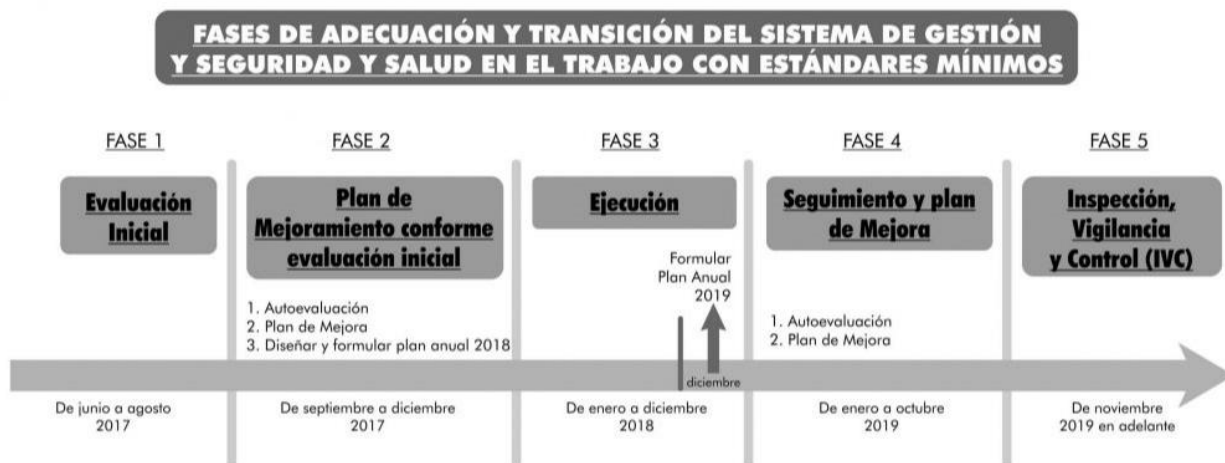 FASES DE ADECUACIÓN Y TRANSICIÓN DEL SISTEMA DE GESTIÓN
Y SEGURIDAD Y SALUD EN EL TRABAJO CON ESTÁNDARES MÍNIMOS
FASE 1
Evaluación
Inicial
De junio a agosto
2017
FASE 2
Plan de
Mejoramiento conforme
evaluación inicial
1. Autoevaluación
2. Plan de Mejora
3. Diseñar y formular plan anual 2018
De septiembre a diciembre
2017
FASE 3
Ejecución
Formular
Plan Anual
2019
diciembre
De enero a diciembre
2018
FASE 4
Seguimiento y plan
de Mejora
1. Autoevaluación
2. Plan de Mejora
De enero a octubre
2019
FASE 5
Inspección,
Vigilancia
y Control (IVC)
De noviembre
2019 en adelante